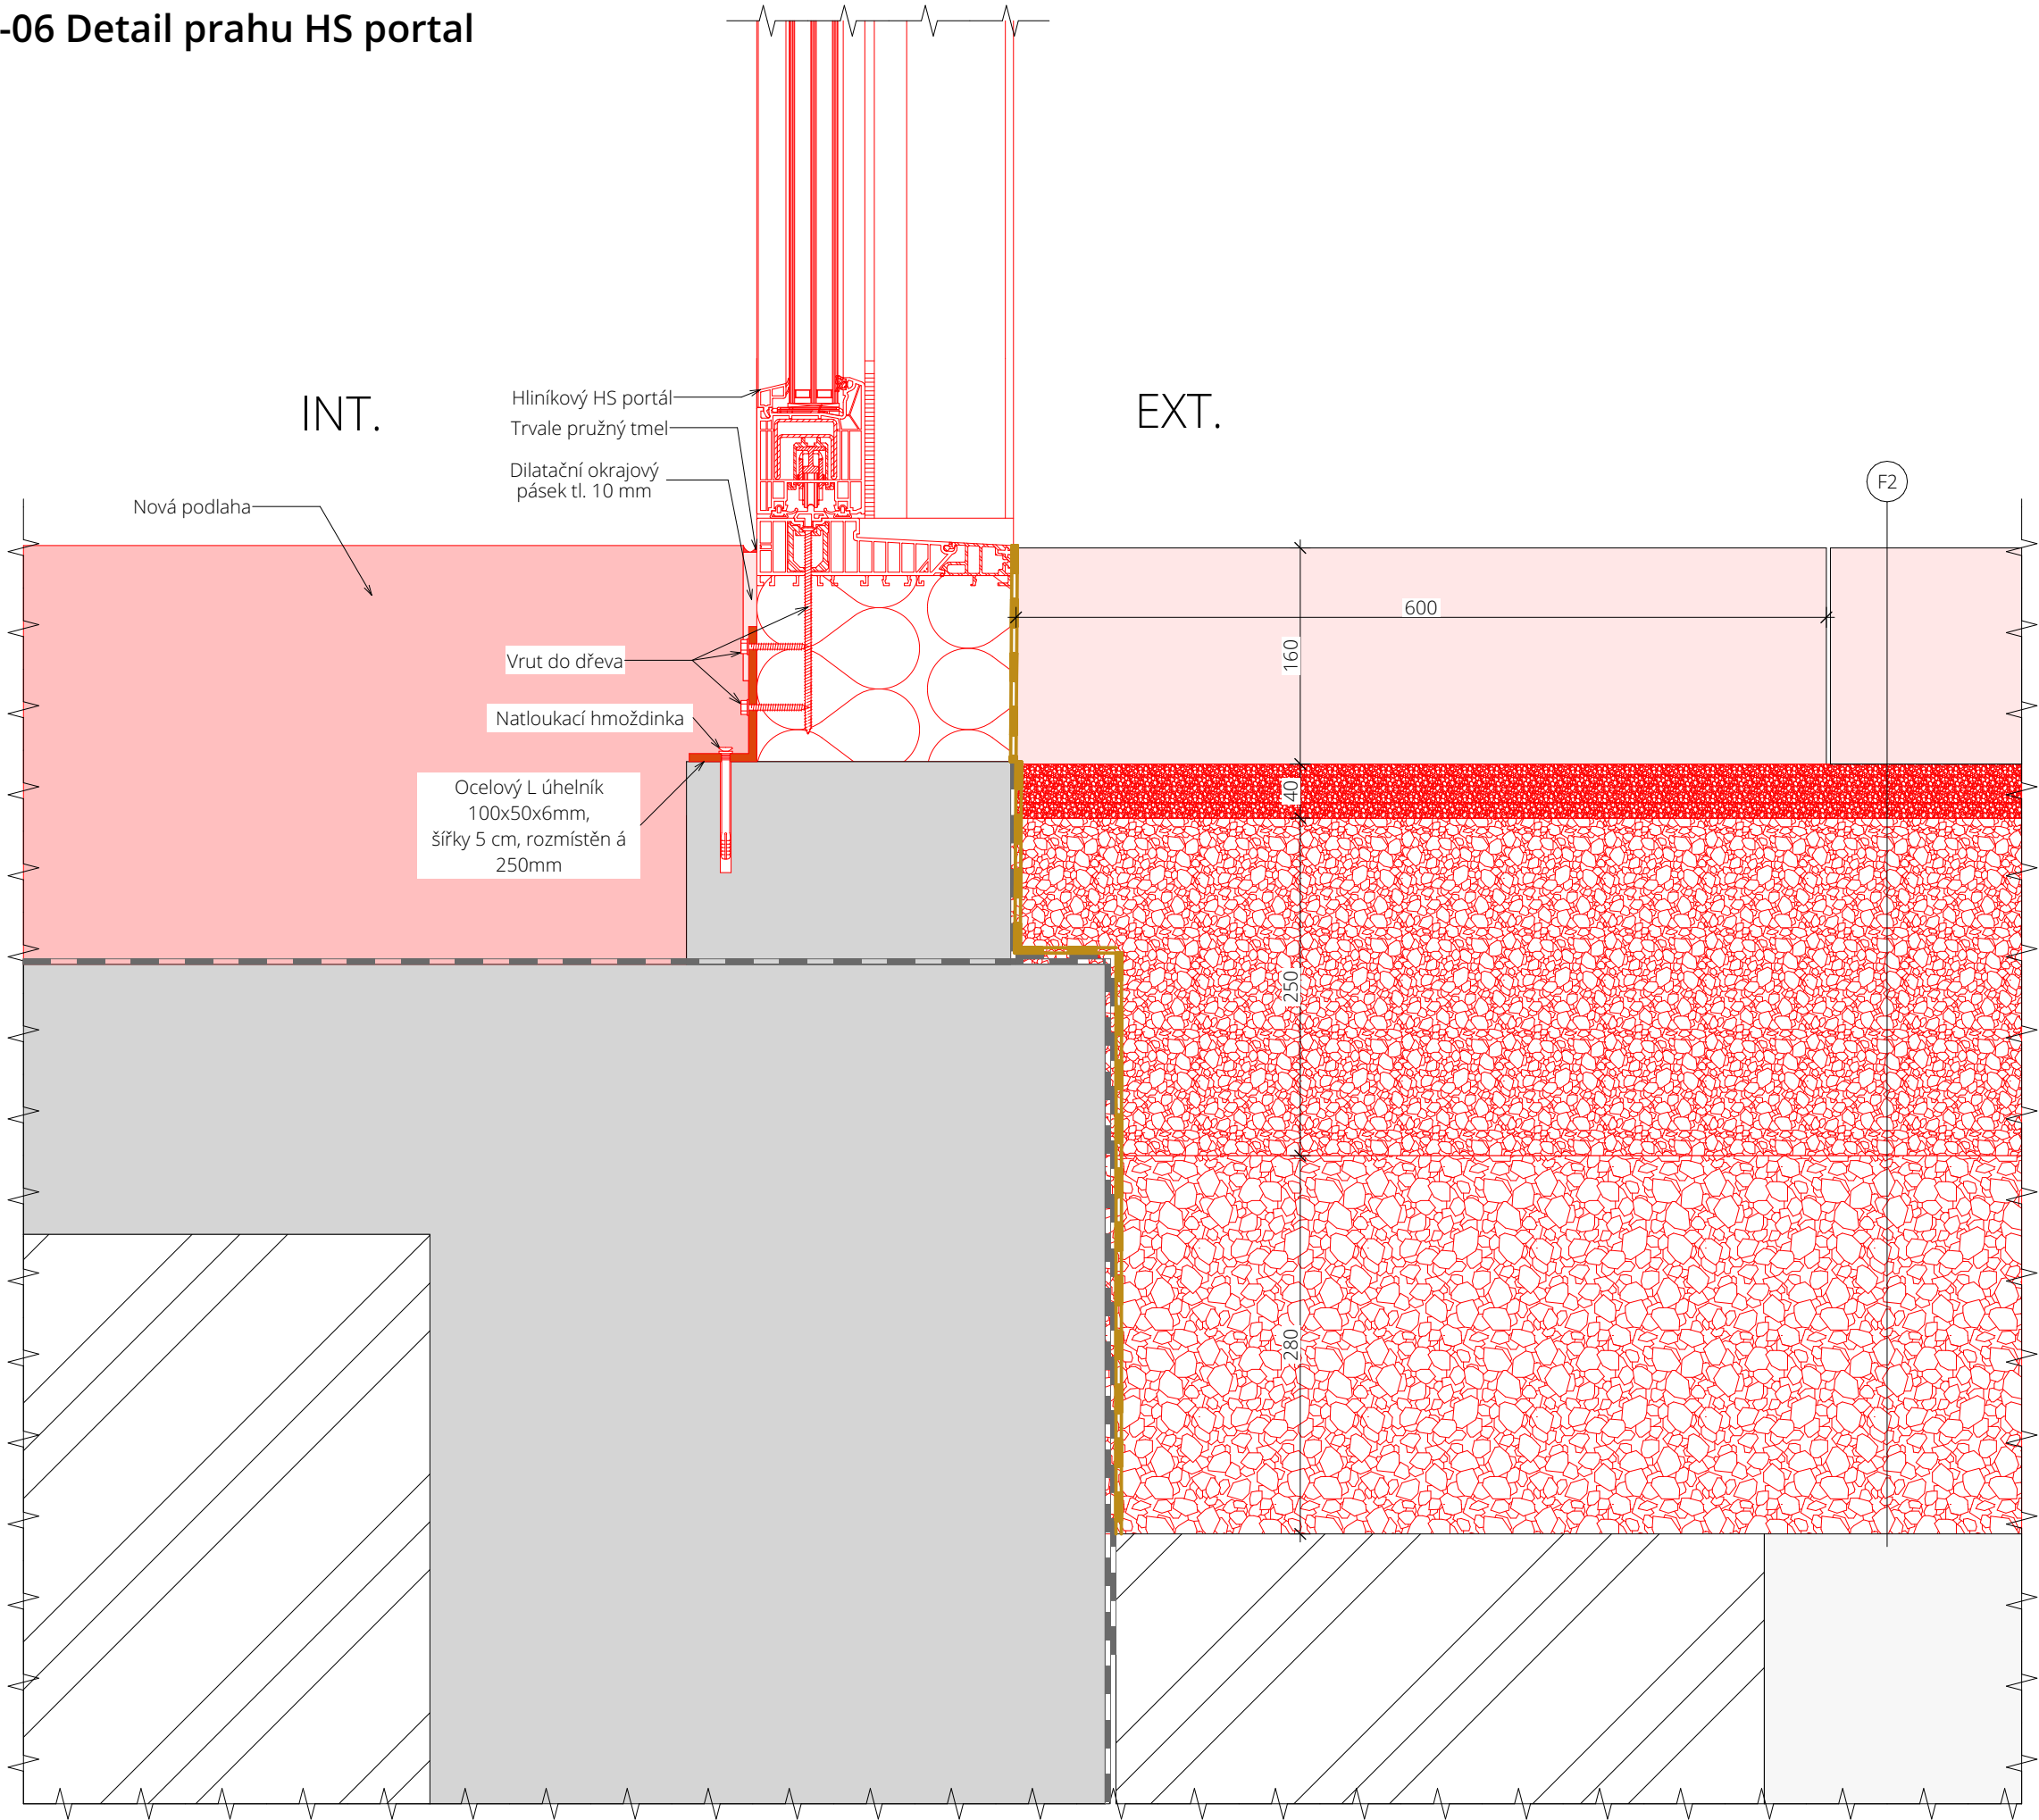 -06 Detail prahu HS portal
INT.
EXT.
Hliníkový HS portál
Trvale pružný tmel
Dilatační okrajový
pásek tl. 10 mm
Nová podlaha
F2
600
160
Vrut do dřeva
Natloukací hmoždinka
Ocelový L úhelník
100x50x6mm,
šířky 5 cm, rozmístěn á
250mm
40
250
280